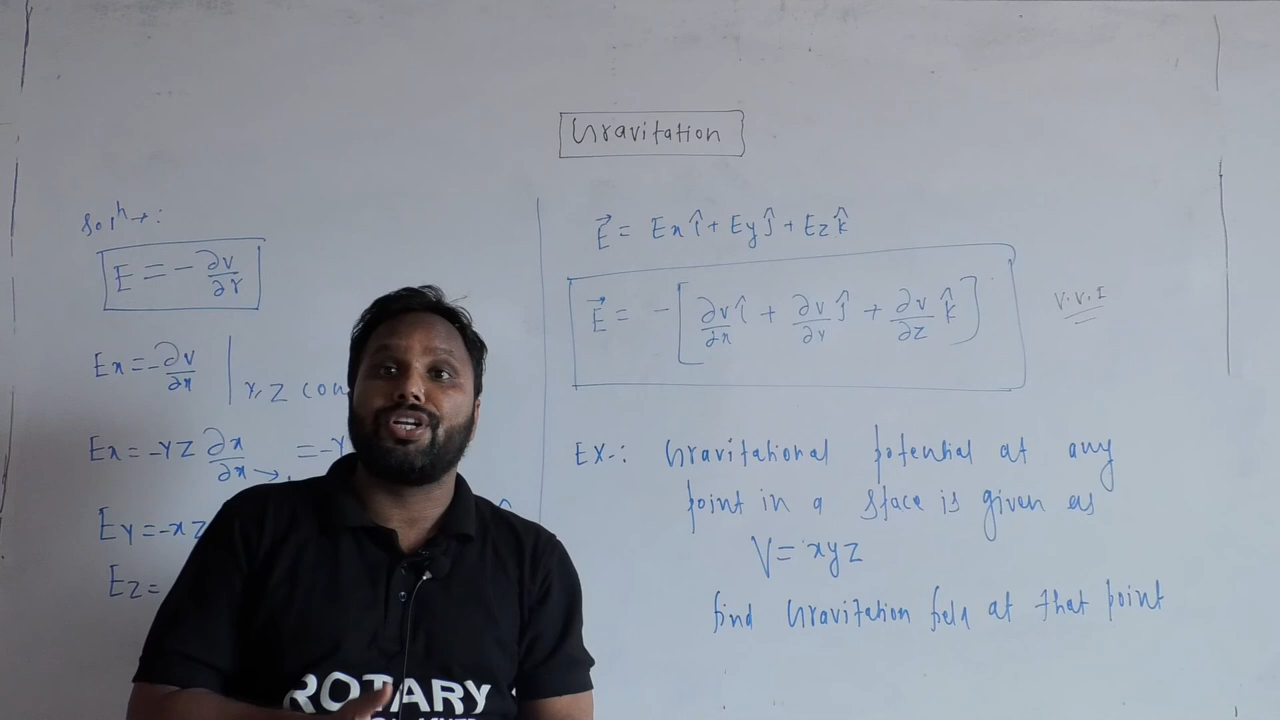 Gravitation
Solⁿ→:
E = -∂v/∂r
Ex = -∂v/∂x | y, z con
Ex = -yz ∂x/∂x = -y
Ey = -xz
Ez = -
E⃗ = Ex î + Ey ĵ + Ez k̂
E⃗ = -[∂v/∂x î + ∂v/∂y ĵ + ∂v/∂z k̂]
V.V.I
Ex-: Gravitational potential at any
point in a space is given as
V = xyz
find Gravitation field at that point
ROTARY